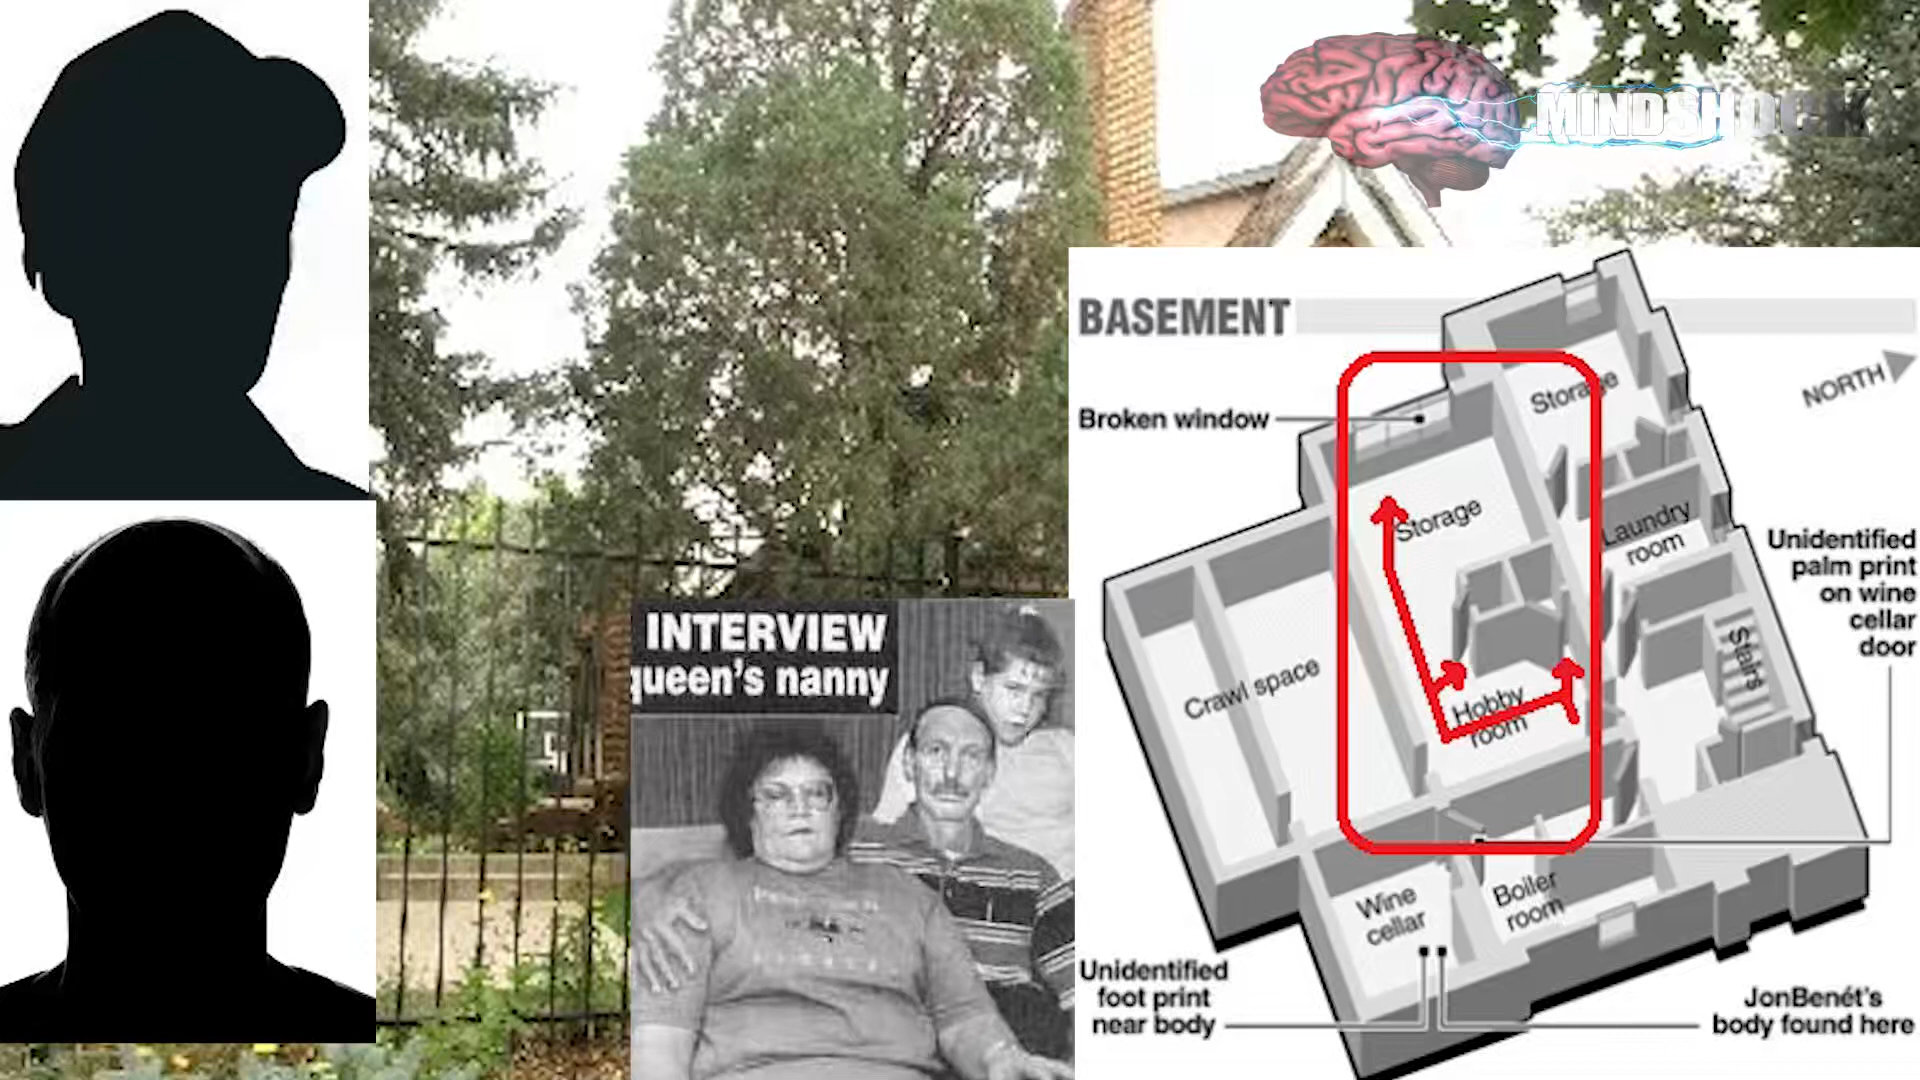 MINDSHOCK
BASEMENT
NORTH
Storage
Broken window
Storage
Laundry
room
Unidentified
palm print
on wine
cellar
door
Stairs
Crawl space
Hobby
room
INTERVIEW
queen's nanny
Wine
cellar
Boiler
room
Unidentified
foot print
near body
JonBenét's
body found here